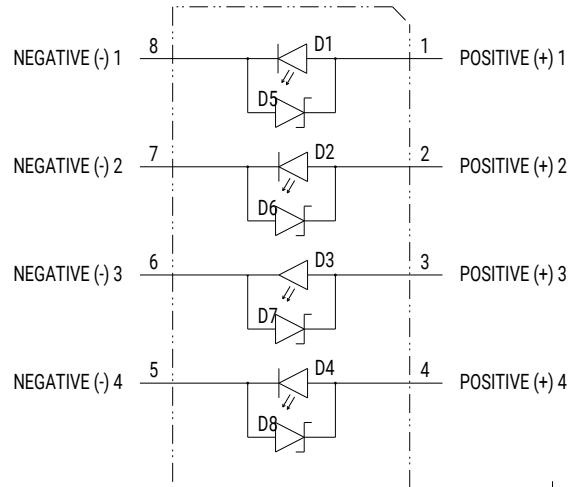 NEGATIVE (-) 1 8 D1 1 POSITIVE (+) 1
D5
NEGATIVE (-) 2 7 D2 2 POSITIVE (+) 2
D6
NEGATIVE (-) 3 6 D3 3 POSITIVE (+) 3
D7
NEGATIVE (-) 4 5 D4 4 POSITIVE (+) 4
D8